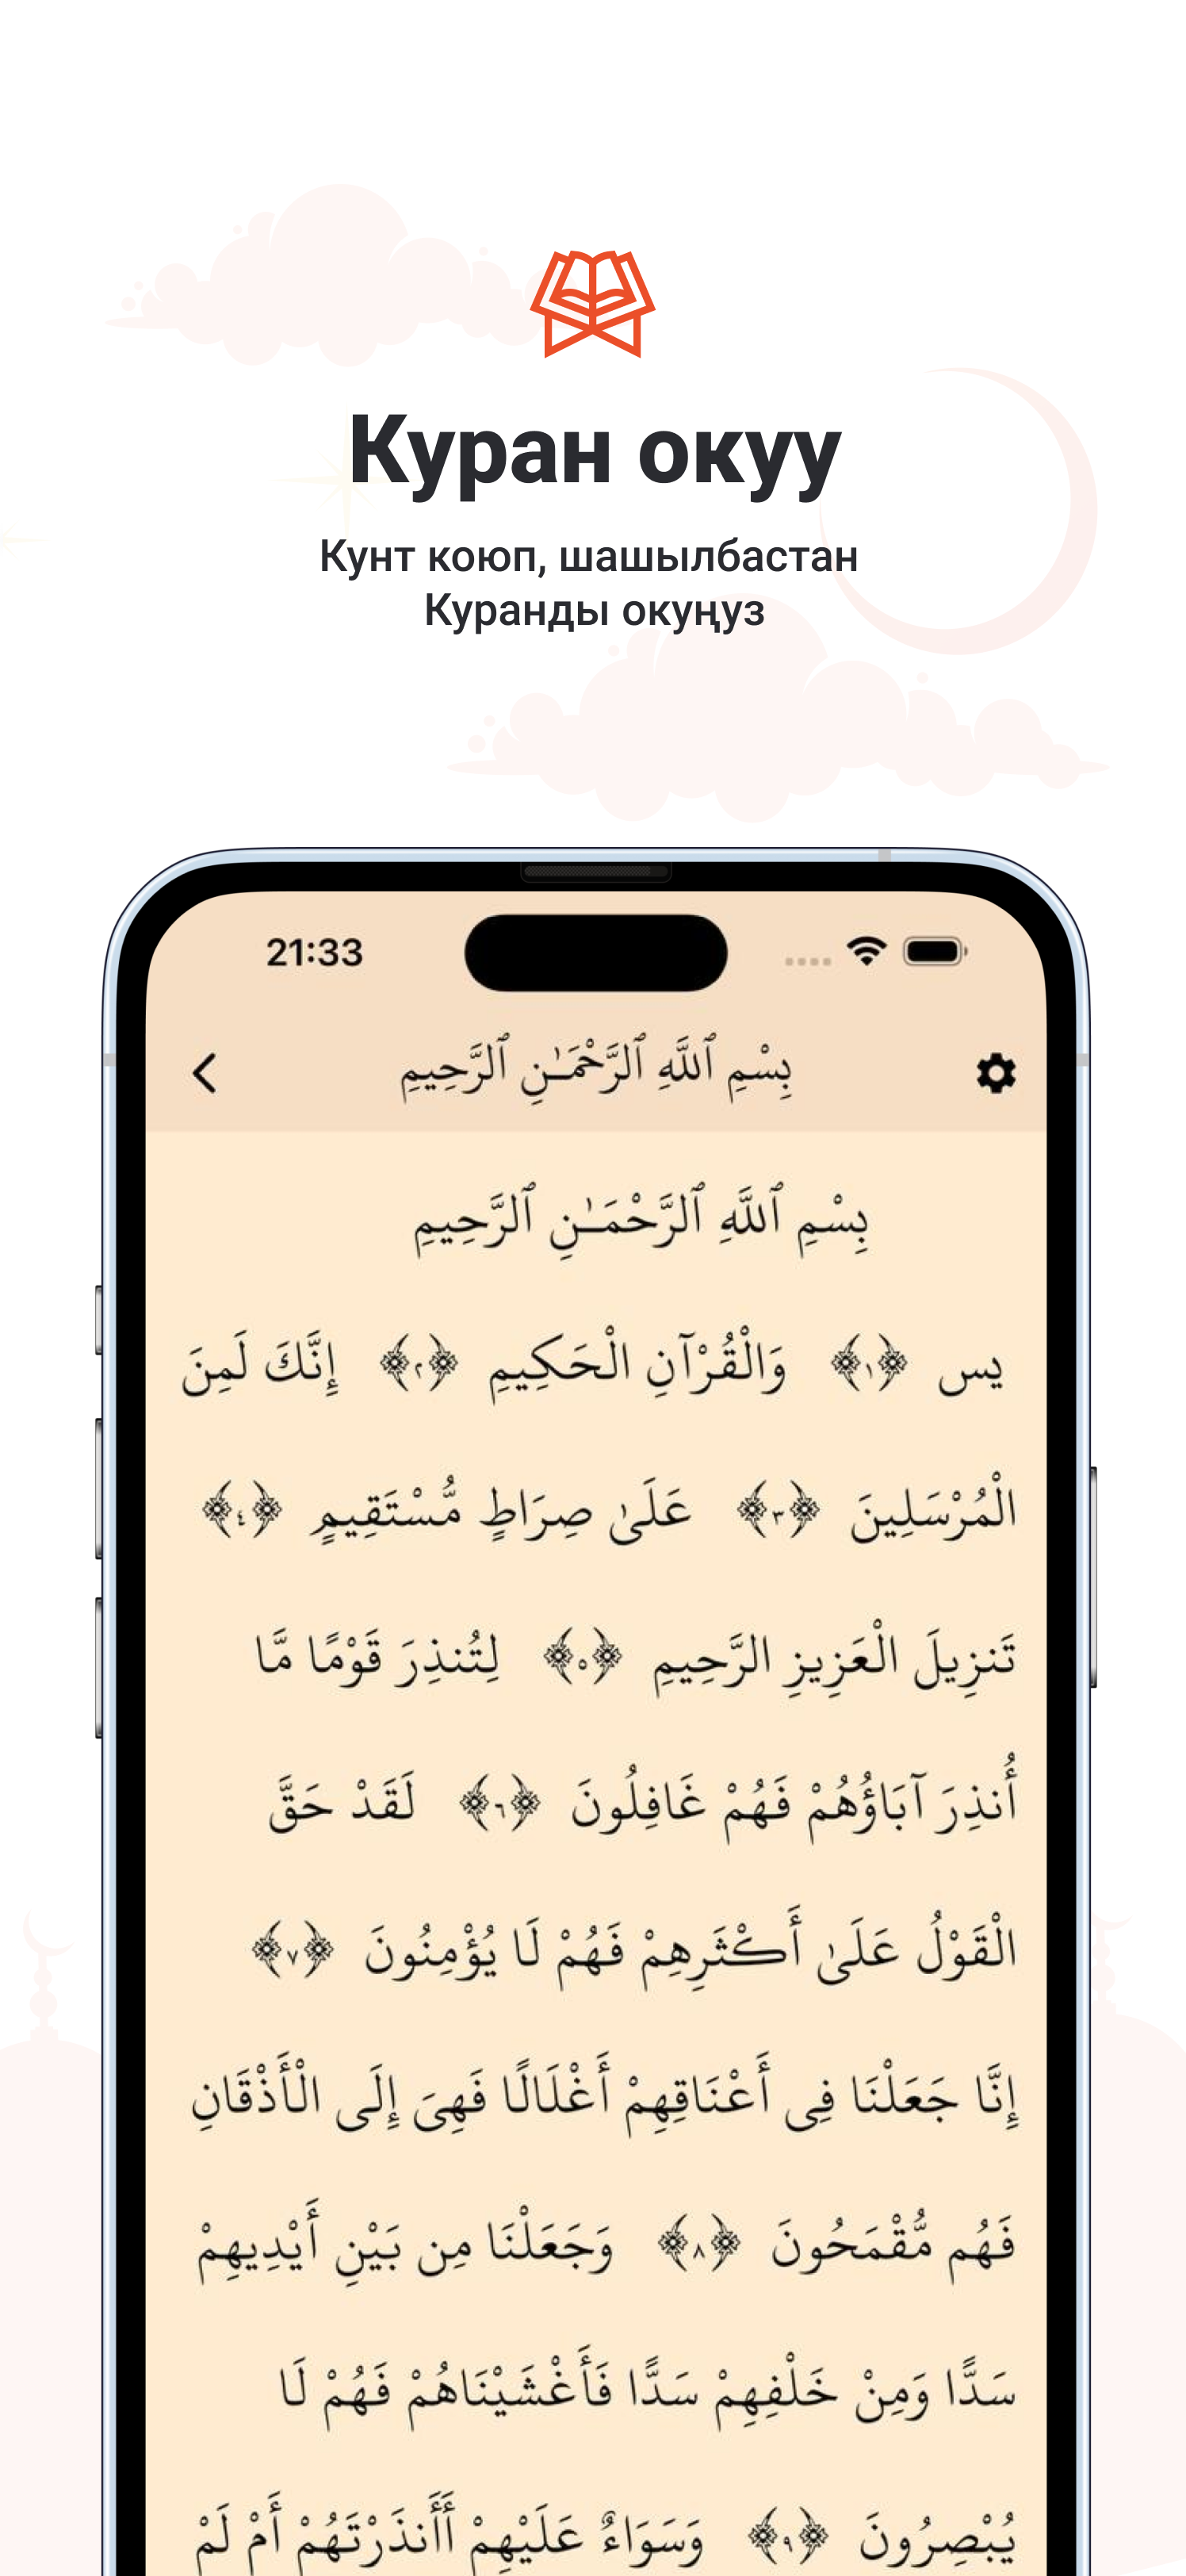 Куран окуу
Кунт коюп, шашылбастан
Куранды окуңуз
21:33
بِسْمِ ٱللَّهِ ٱلرَّحْمَـٰنِ ٱلرَّحِيمِ
بِسْمِ ٱللَّهِ ٱلرَّحْمَـٰنِ ٱلرَّحِيمِ
يس ﴿١﴾ وَالْقُرْآنِ الْحَكِيمِ ﴿٢﴾ إِنَّكَ لَمِنَ
الْمُرْسَلِينَ ﴿٣﴾ عَلَىٰ صِرَاطٍ مُّسْتَقِيمٍ ﴿٤﴾
تَنزِيلَ الْعَزِيزِ الرَّحِيمِ ﴿٥﴾ لِتُنذِرَ قَوْمًا مَّا
أُنذِرَ آبَاؤُهُمْ فَهُمْ غَافِلُونَ ﴿٦﴾ لَقَدْ حَقَّ
الْقَوْلُ عَلَىٰ أَكْثَرِهِمْ فَهُمْ لَا يُؤْمِنُونَ ﴿٧﴾
إِنَّا جَعَلْنَا فِي أَعْنَاقِهِمْ أَغْلَالًا فَهِيَ إِلَى الْأَذْقَانِ
فَهُم مُّقْمَحُونَ ﴿٨﴾ وَجَعَلْنَا مِن بَيْنِ أَيْدِيهِمْ
سَدًّا وَمِنْ خَلْفِهِمْ سَدًّا فَأَغْشَيْنَاهُمْ فَهُمْ لَا
يُبْصِرُونَ ﴿٩﴾ وَسَوَاءٌ عَلَيْهِمْ أَأَنذَرْتَهُمْ أَمْ لَمْ